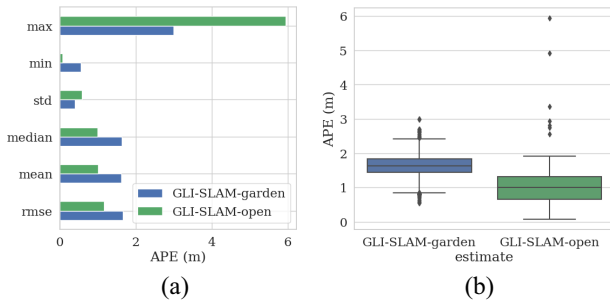 max
min
std
median
mean
rmse
GLI-SLAM-garden
GLI-SLAM-open
0 2 4 6
APE (m)
(a)
6
5
4
3
2
1
0
APE (m)
GLI-SLAM-garden GLI-SLAM-open
estimate
(b)